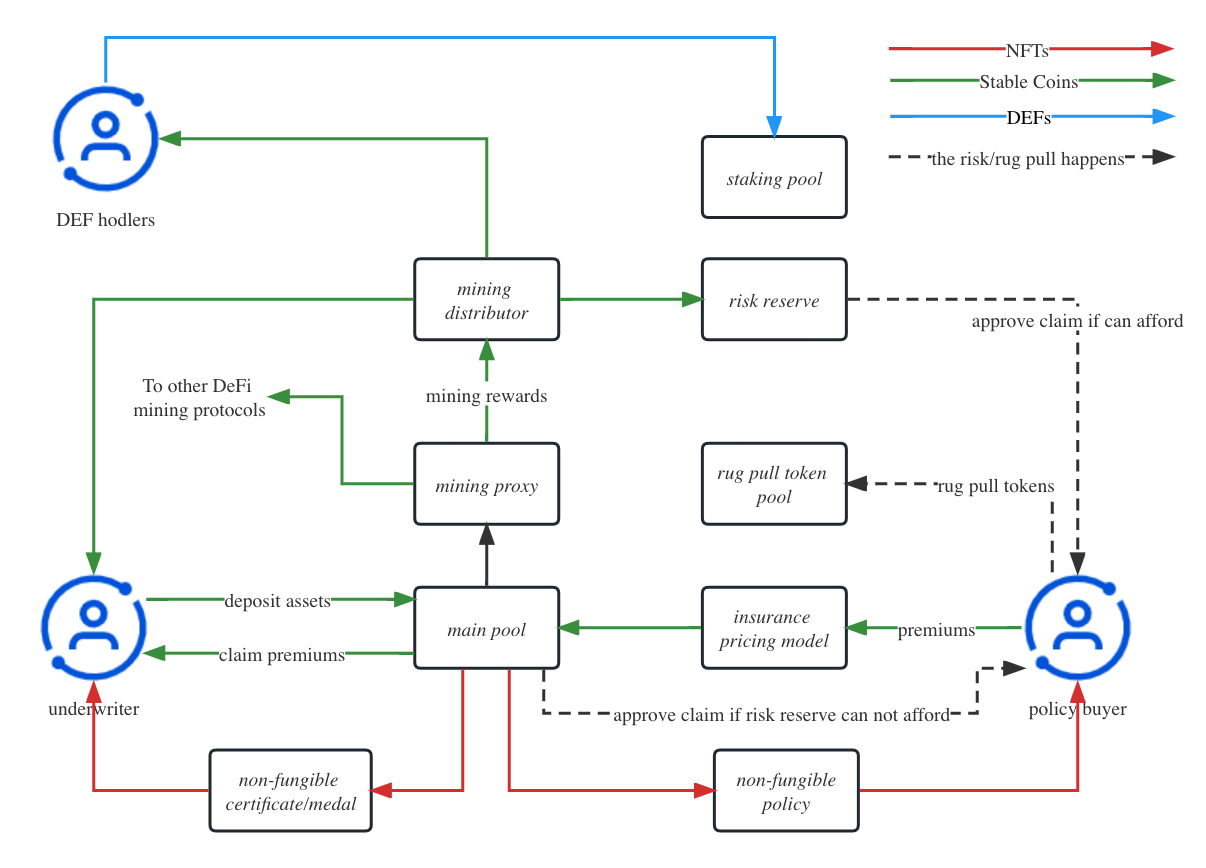 NFTs
Stable Coins
DEFs
the risk/rug pull happens
staking pool
DEF hodlers
mining
distributor
risk reserve
approve claim if can afford
To other DeFi
mining protocols
mining rewards
mining proxy
rug pull token
pool
rug pull tokens
deposit assets
claim premiums
main pool
insurance
pricing model
premiums
underwriter
approve claim if risk reserve can not afford
policy buyer
non-fungible
certificate/medal
non-fungible
policy